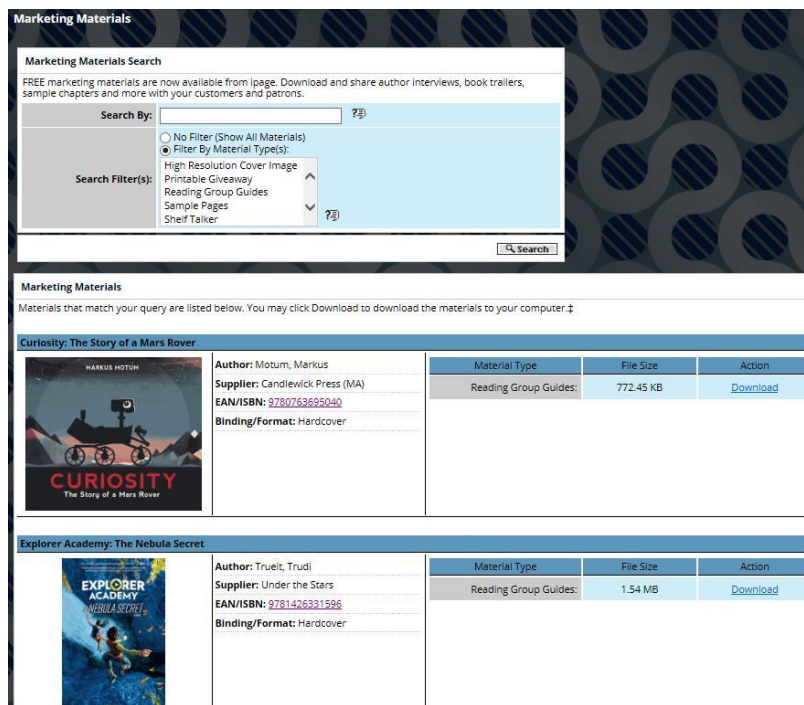 Marketing Materials
Marketing Materials Search
FREE marketing materials are now available from ipage. Download and share author interviews, book trailers,
sample chapters and more with your customers and patrons.
Search By:
No Filter (Show All Materials)
Filter By Material Type(s):
Search Filter(s):
High Resolution Cover Image
Printable Giveaway
Reading Group Guides
Sample Pages
Shelf Talker
Search
Marketing Materials
Materials that match your query are listed below. You may click Download to download the materials to your computer.‡
Curiosity: The Story of a Mars Rover
MARKUS MOTUM
CURIOSITY
The Story of a Mars Rover
Author: Motum, Markus
Supplier: Candlewick Press (MA)
EAN/ISBN: 9780763695040
Binding/Format: Hardcover
Material Type File Size Action
Reading Group Guides: 772.45 KB Download
Explorer Academy: The Nebula Secret
EXPLORER
ACADEMY
NEBULA SECRET
Author: Trueit, Trudi
Supplier: Under the Stars
EAN/ISBN: 9781426331596
Binding/Format: Hardcover
Material Type File Size Action
Reading Group Guides: 1.54 MB Download